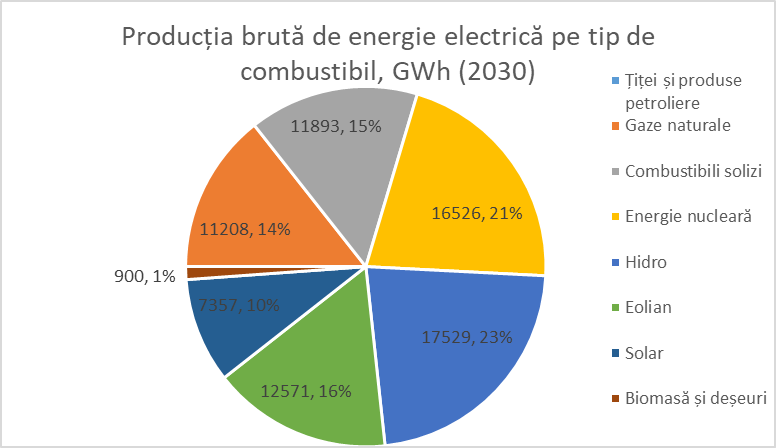 Producția brută de energie electrică pe tip de
combustibil, GWh (2030)
Țiței și produse
petroliere
Gaze naturale
Combustibili solizi
Energie nucleară
Hidro
Eolian
Solar
Biomasă și deșeuri
11893, 15%
16526, 21%
11208, 14%
900, 1%
7357, 10%
17529, 23%
12571, 16%